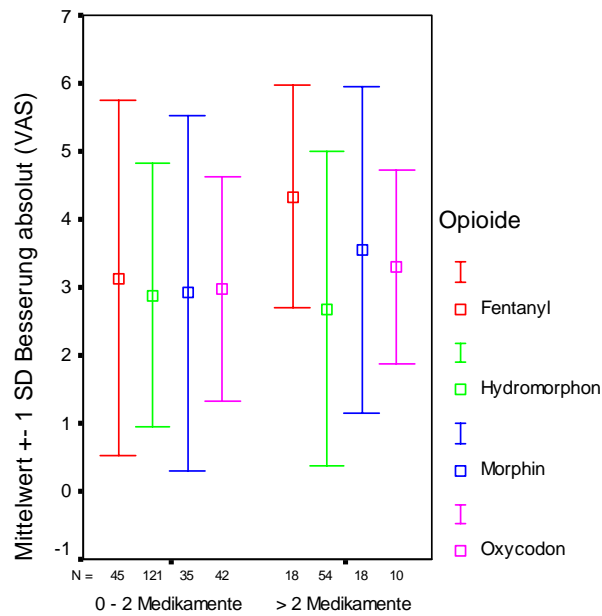 7
6
5
4
3
2
1
0
-1
Mittelwert +- 1 SD Besserung absolut (VAS)
N = 45 121 35 42 18 54 18 10
0 - 2 Medikamente > 2 Medikamente
Opioide
Fentanyl
Hydromorphon
Morphin
Oxycodon